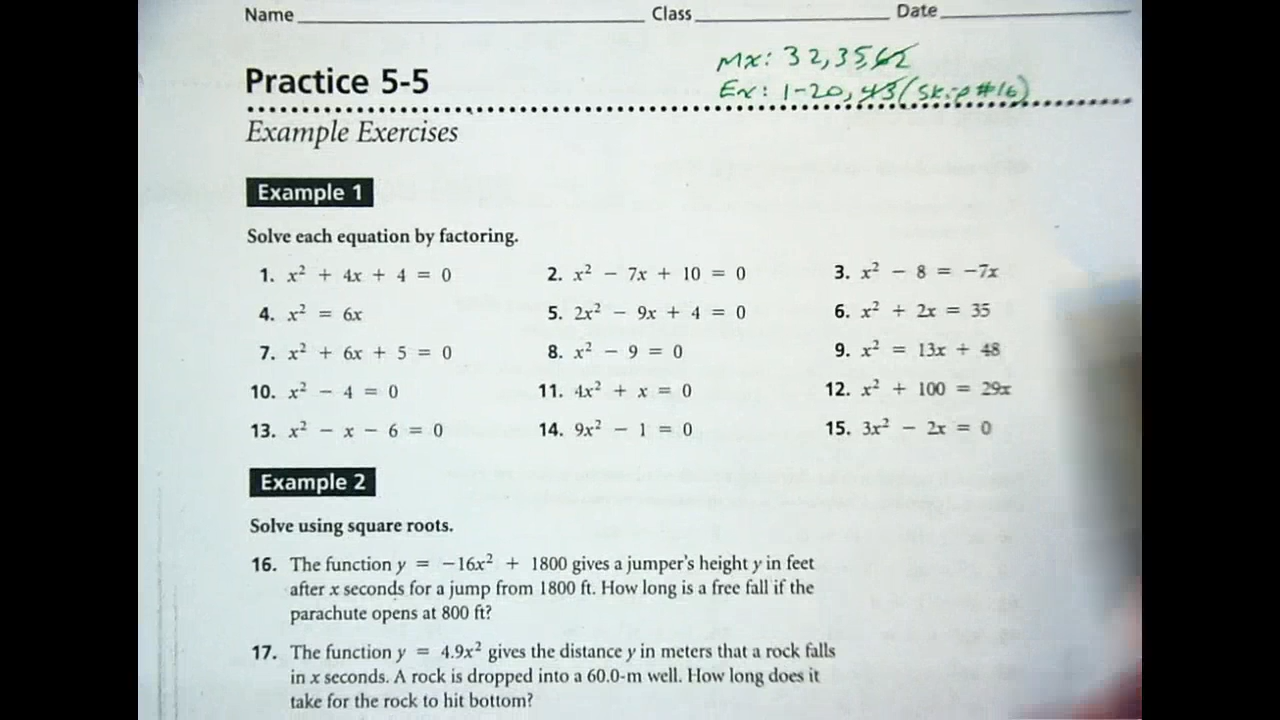 Name Class Date
Mx: 32,35,62
Practice 5-5
Ex: 1-20, 43 (Skip #16)
Example Exercises
Example 1
Solve each equation by factoring.
1. x² + 4x + 4 = 0 2. x² − 7x + 10 = 0 3. x² − 8 = −7x
4. x² = 6x 5. 2x² − 9x + 4 = 0 6. x² + 2x = 35
7. x² + 6x + 5 = 0 8. x² − 9 = 0 9. x² = 13x + 48
10. x² − 4 = 0 11. 4x² + x = 0 12. x² + 100 = 29x
13. x² − x − 6 = 0 14. 9x² − 1 = 0 15. 3x² − 2x = 0
Example 2
Solve using square roots.
16. The function y = −16x² + 1800 gives a jumper's height y in feet
after x seconds for a jump from 1800 ft. How long is a free fall if the
parachute opens at 800 ft?
17. The function y = 4.9x² gives the distance y in meters that a rock falls
in x seconds. A rock is dropped into a 60.0-m well. How long does it
take for the rock to hit bottom?